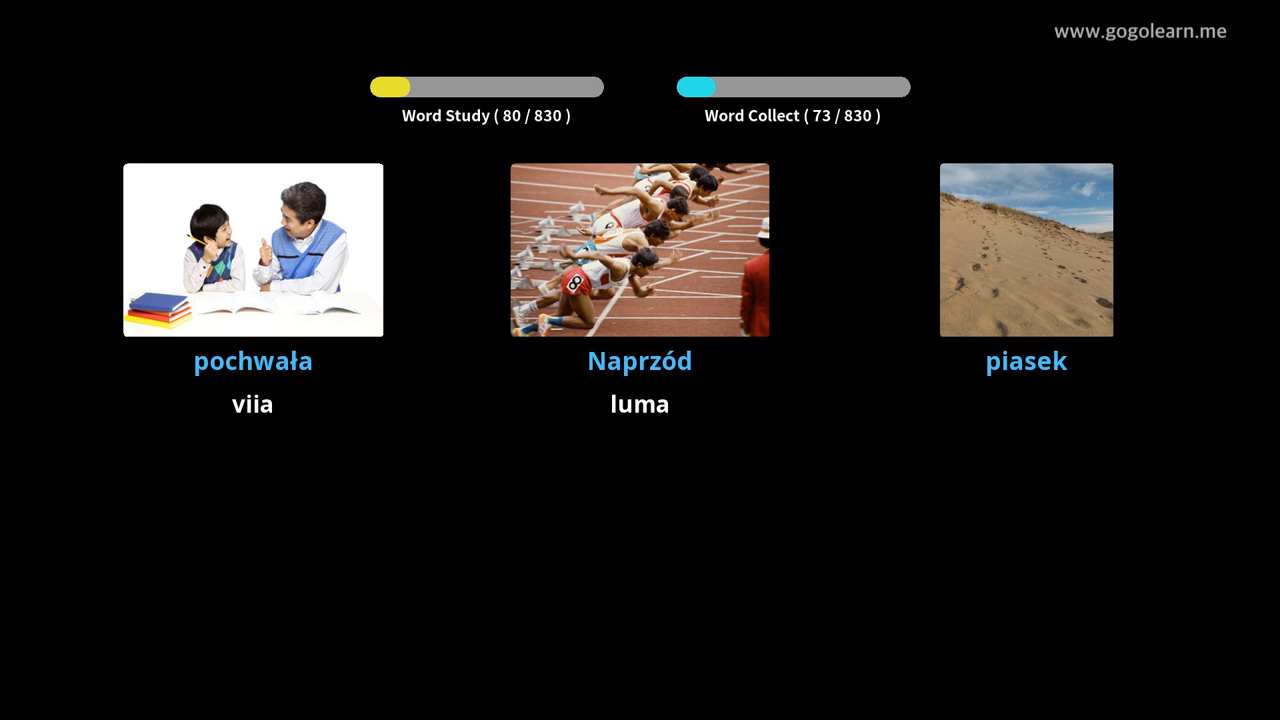 www.gogolearn.me
Word Study ( 80 / 830 )
Word Collect ( 73 / 830 )
pochwała
Naprzód
piasek
viia
luma